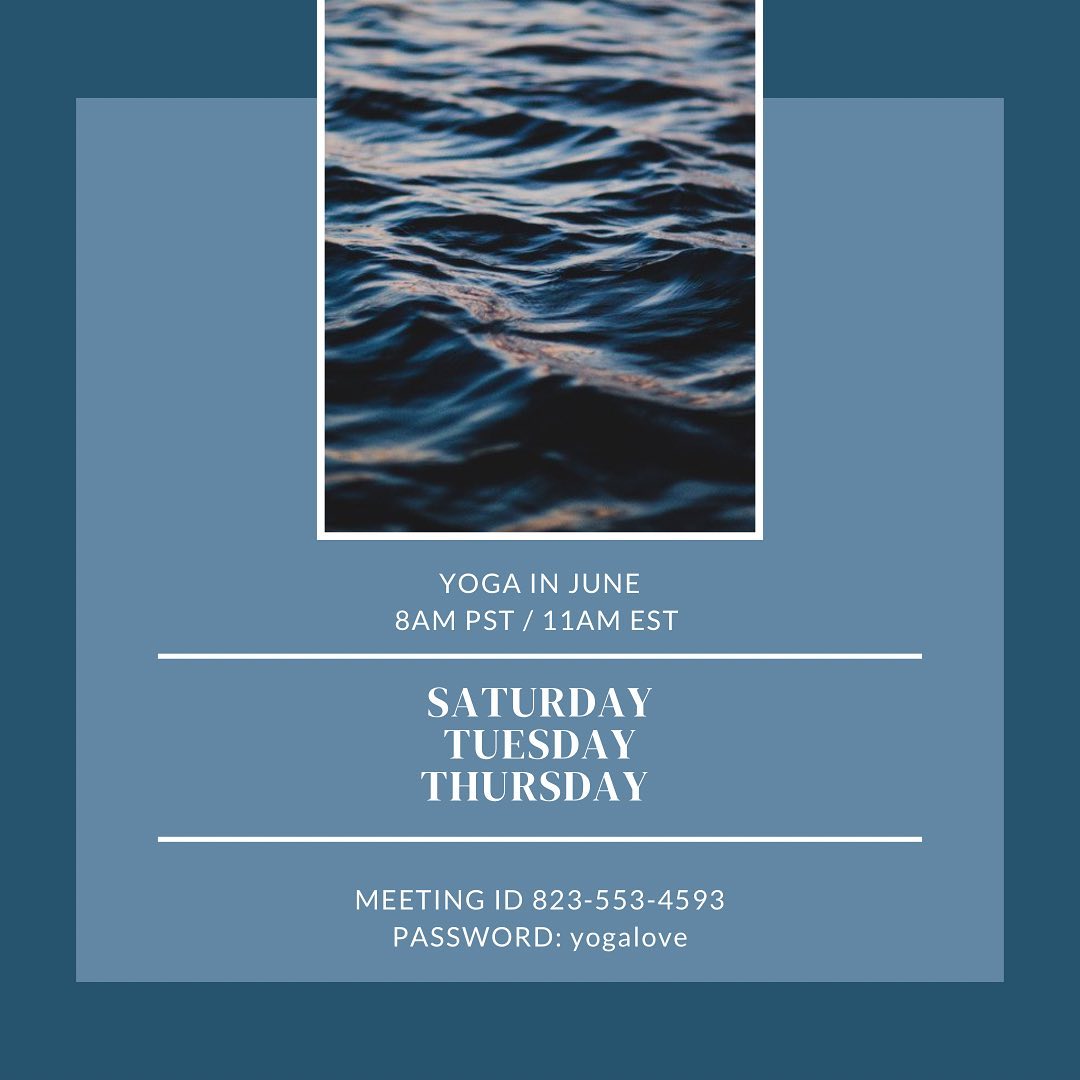 YOGA IN JUNE
8AM PST / 11AM EST
SATURDAY
TUESDAY
THURSDAY
MEETING ID 823-553-4593
PASSWORD: yogalove